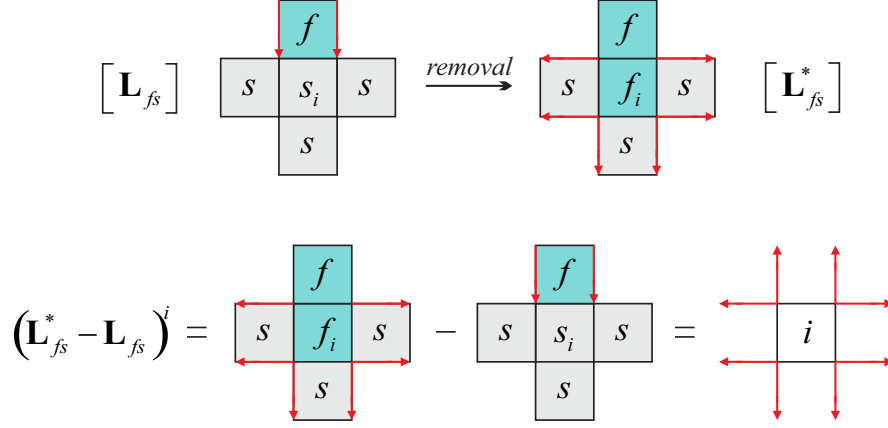 f
[L_fs] s s_i s removal s f_i s [L*_fs]
s s
f f
(L*_fs − L_fs)^i = s f_i s − s s_i s = i
s s